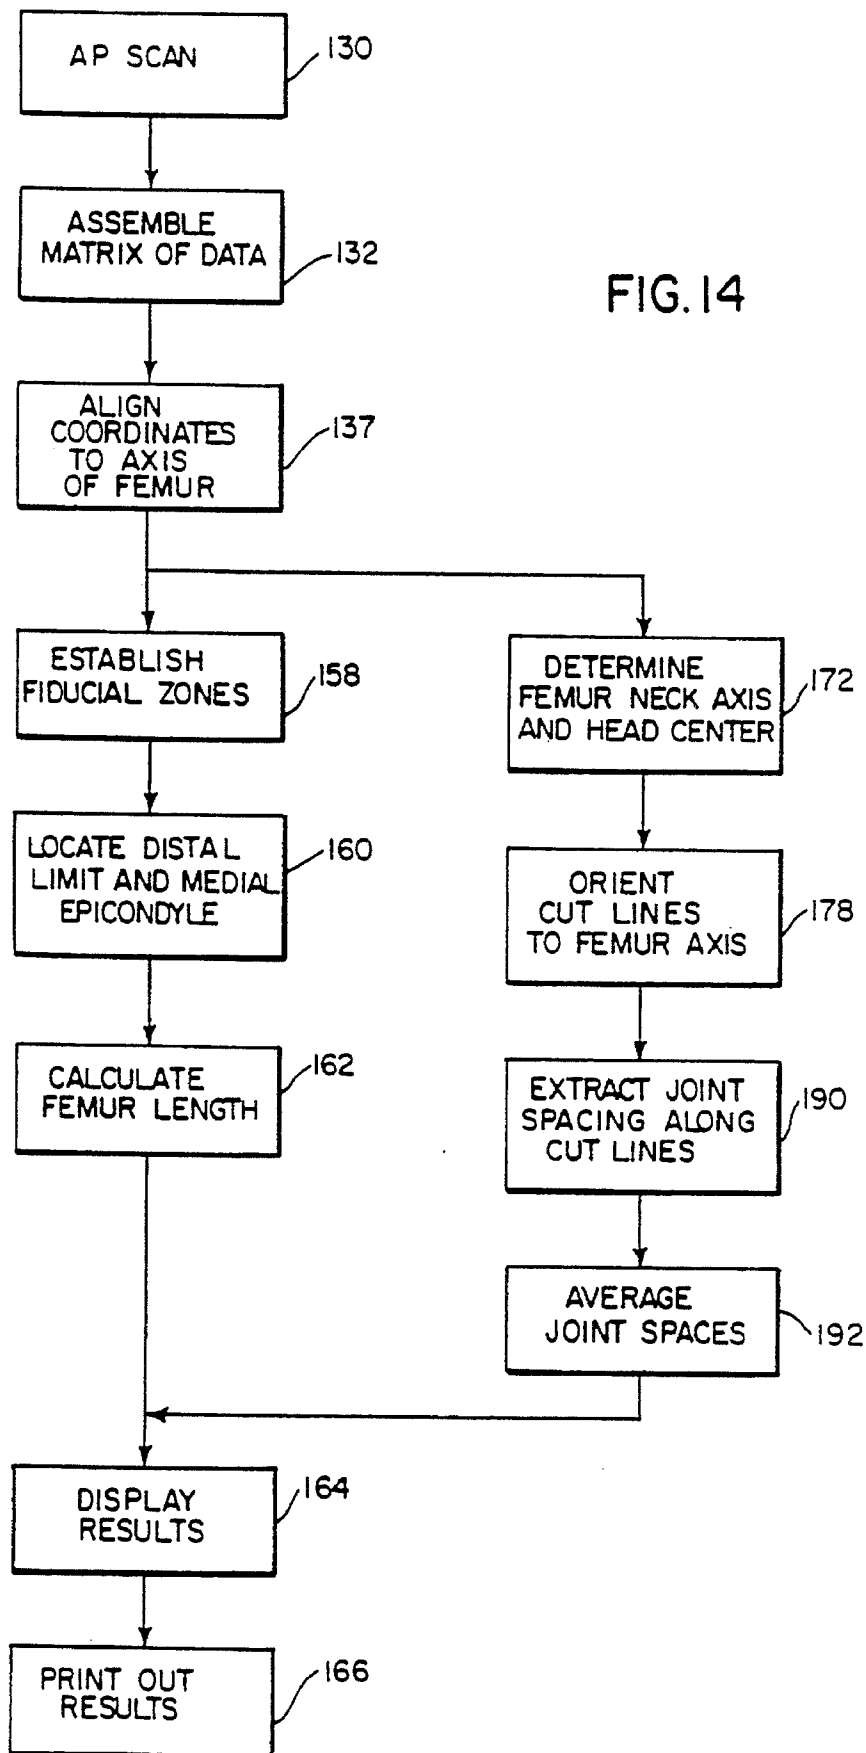 AP SCAN
130
ASSEMBLE
MATRIX OF DATA
132
FIG. 14
ALIGN
COORDINATES
TO AXIS
OF FEMUR
137
ESTABLISH
FIDUCIAL ZONES
158
DETERMINE
FEMUR NECK AXIS
AND HEAD CENTER
172
LOCATE DISTAL
LIMIT AND MEDIAL
EPICONDYLE
160
ORIENT
CUT LINES
TO FEMUR AXIS
178
CALCULATE
FEMUR LENGTH
162
EXTRACT JOINT
SPACING ALONG
CUT LINES
190
AVERAGE
JOINT SPACES
192
DISPLAY
RESULTS
164
PRINT OUT
RESULTS
166